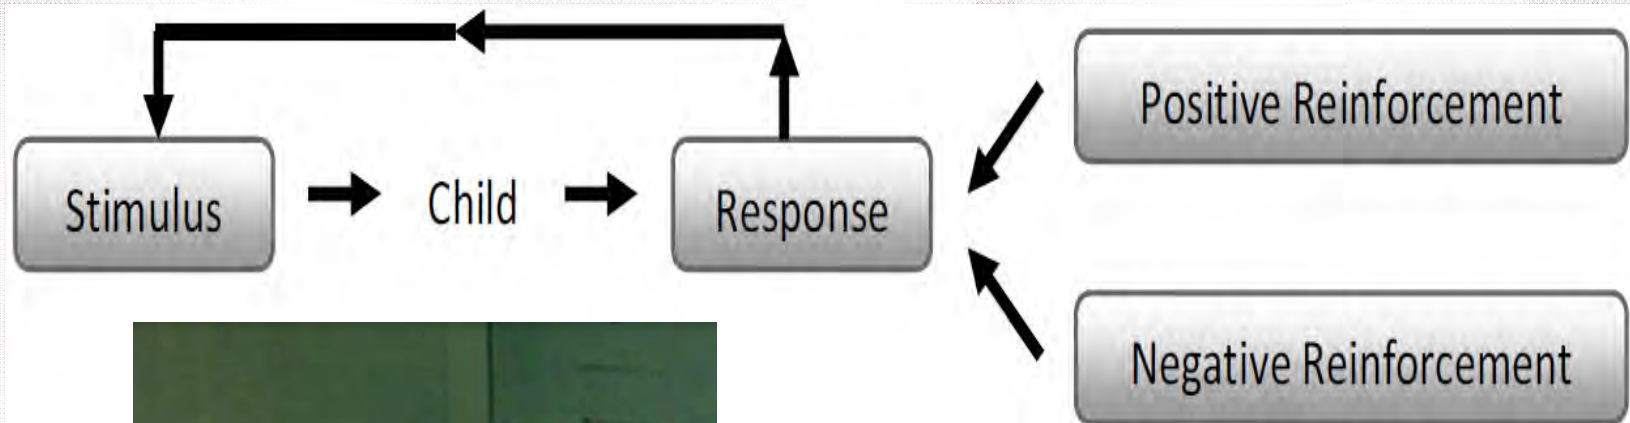 Positive Reinforcement
Stimulus
Child
Response
Negative Reinforcement